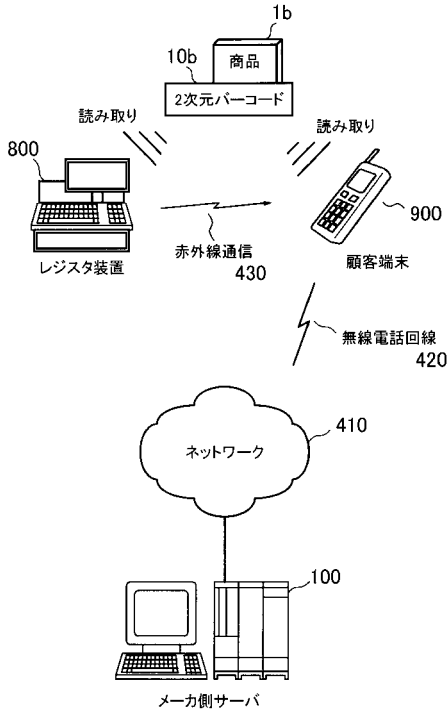 1b
10b
商品
2次元バーコード
読み取り
読み取り
800
900
レジスタ装置
赤外線通信
430
顧客端末
無線電話回線
420
410
ネットワーク
100
メーカ側サーバ